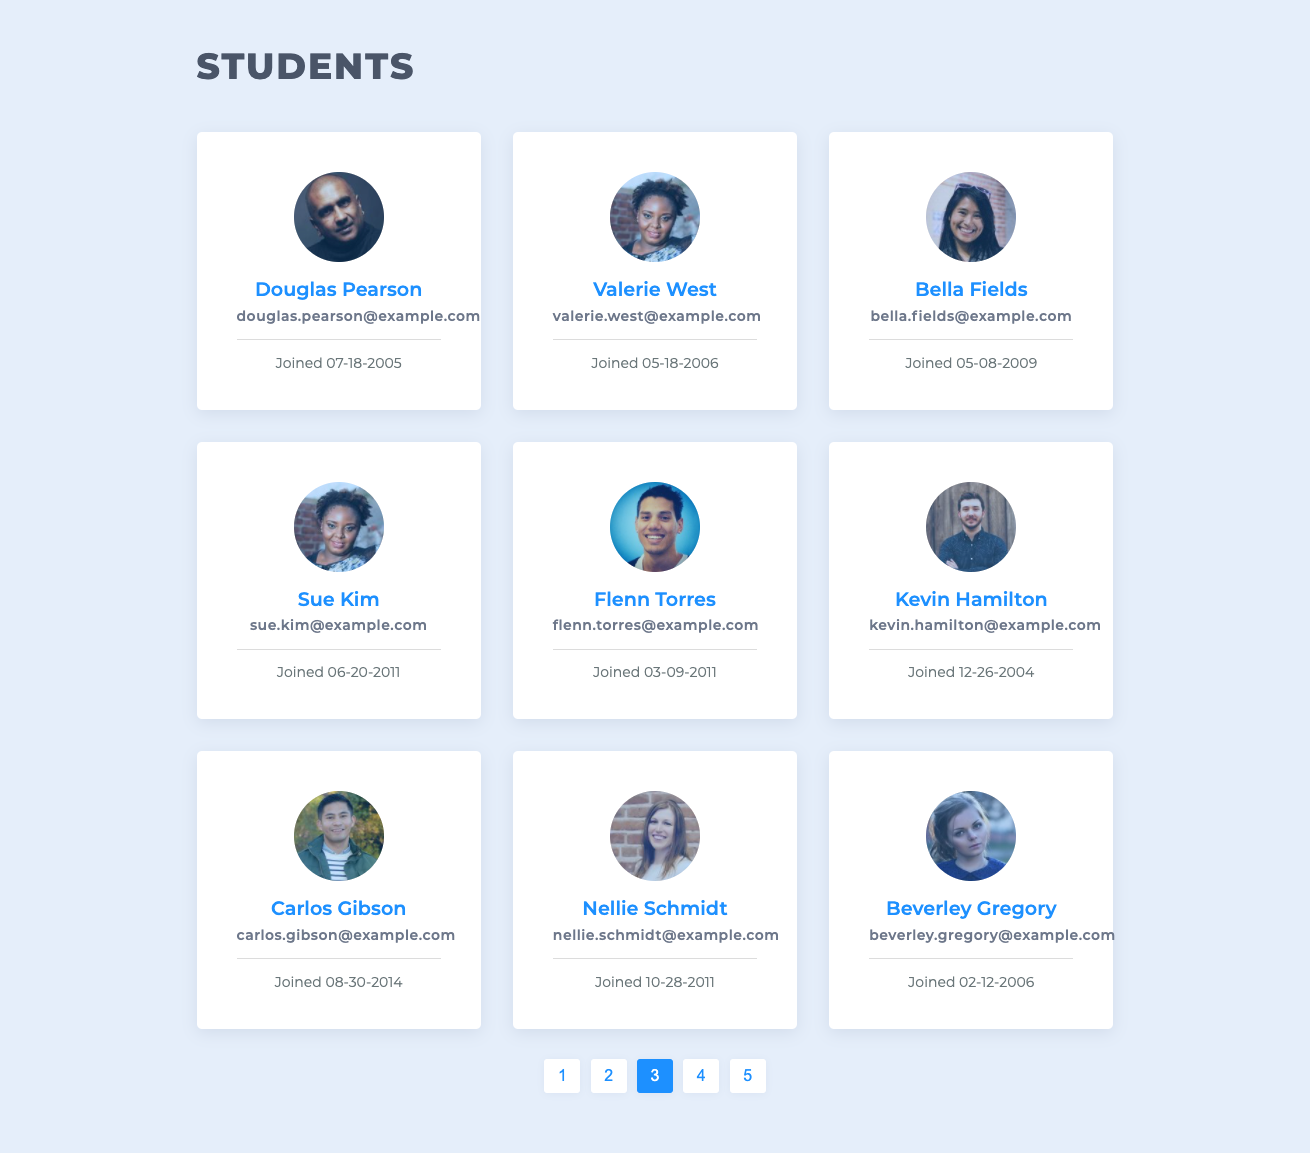 STUDENTS
Douglas Pearson
douglas.pearson@example.com
Joined 07-18-2005
Valerie West
valerie.west@example.com
Joined 05-18-2006
Bella Fields
bella.fields@example.com
Joined 05-08-2009
Sue Kim
sue.kim@example.com
Joined 06-20-2011
Flenn Torres
flenn.torres@example.com
Joined 03-09-2011
Kevin Hamilton
kevin.hamilton@example.com
Joined 12-26-2004
Carlos Gibson
carlos.gibson@example.com
Joined 08-30-2014
Nellie Schmidt
nellie.schmidt@example.com
Joined 10-28-2011
Beverley Gregory
beverley.gregory@example.com
Joined 02-12-2006
1 2 3 4 5